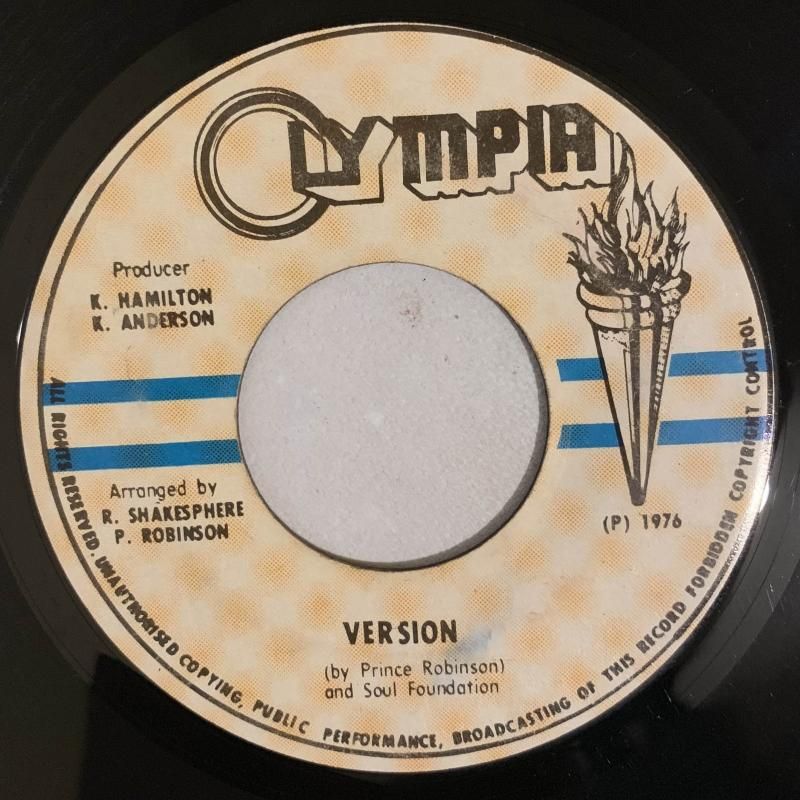 OLYMPIA
Producer
K. HAMILTON
K. ANDERSON
Arranged by
R. SHAKESPHERE
P. ROBINSON
(P) 1976
VERSION
(by Prince Robinson)
and Soul Foundation
ALL RIGHTS RESERVED. UNAUTHORISED COPYING, PUBLIC PERFORMANCE, BROADCASTING OF THIS RECORD FORBIDDEN COPYRIGHT CONTROL